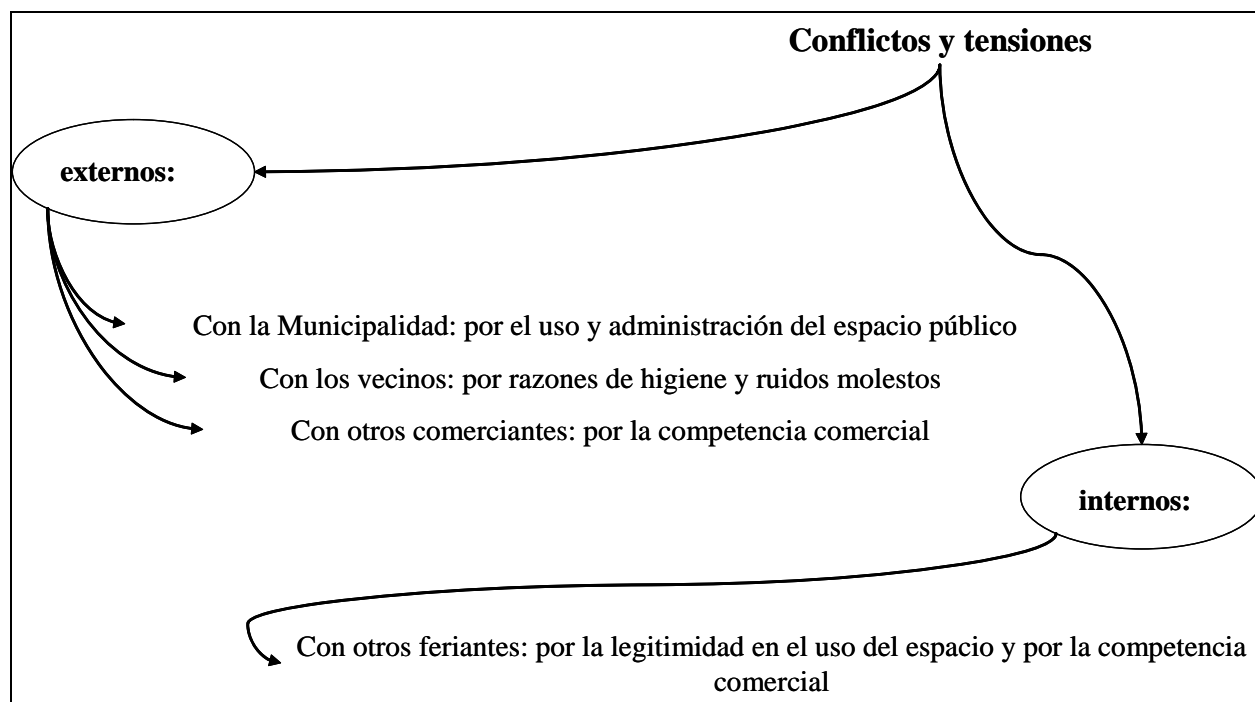 Conflictos y tensiones
externos:
Con la Municipalidad: por el uso y administración del espacio público
Con los vecinos: por razones de higiene y ruidos molestos
Con otros comerciantes: por la competencia comercial
internos:
Con otros feriantes: por la legitimidad en el uso del espacio y por la competencia
comercial